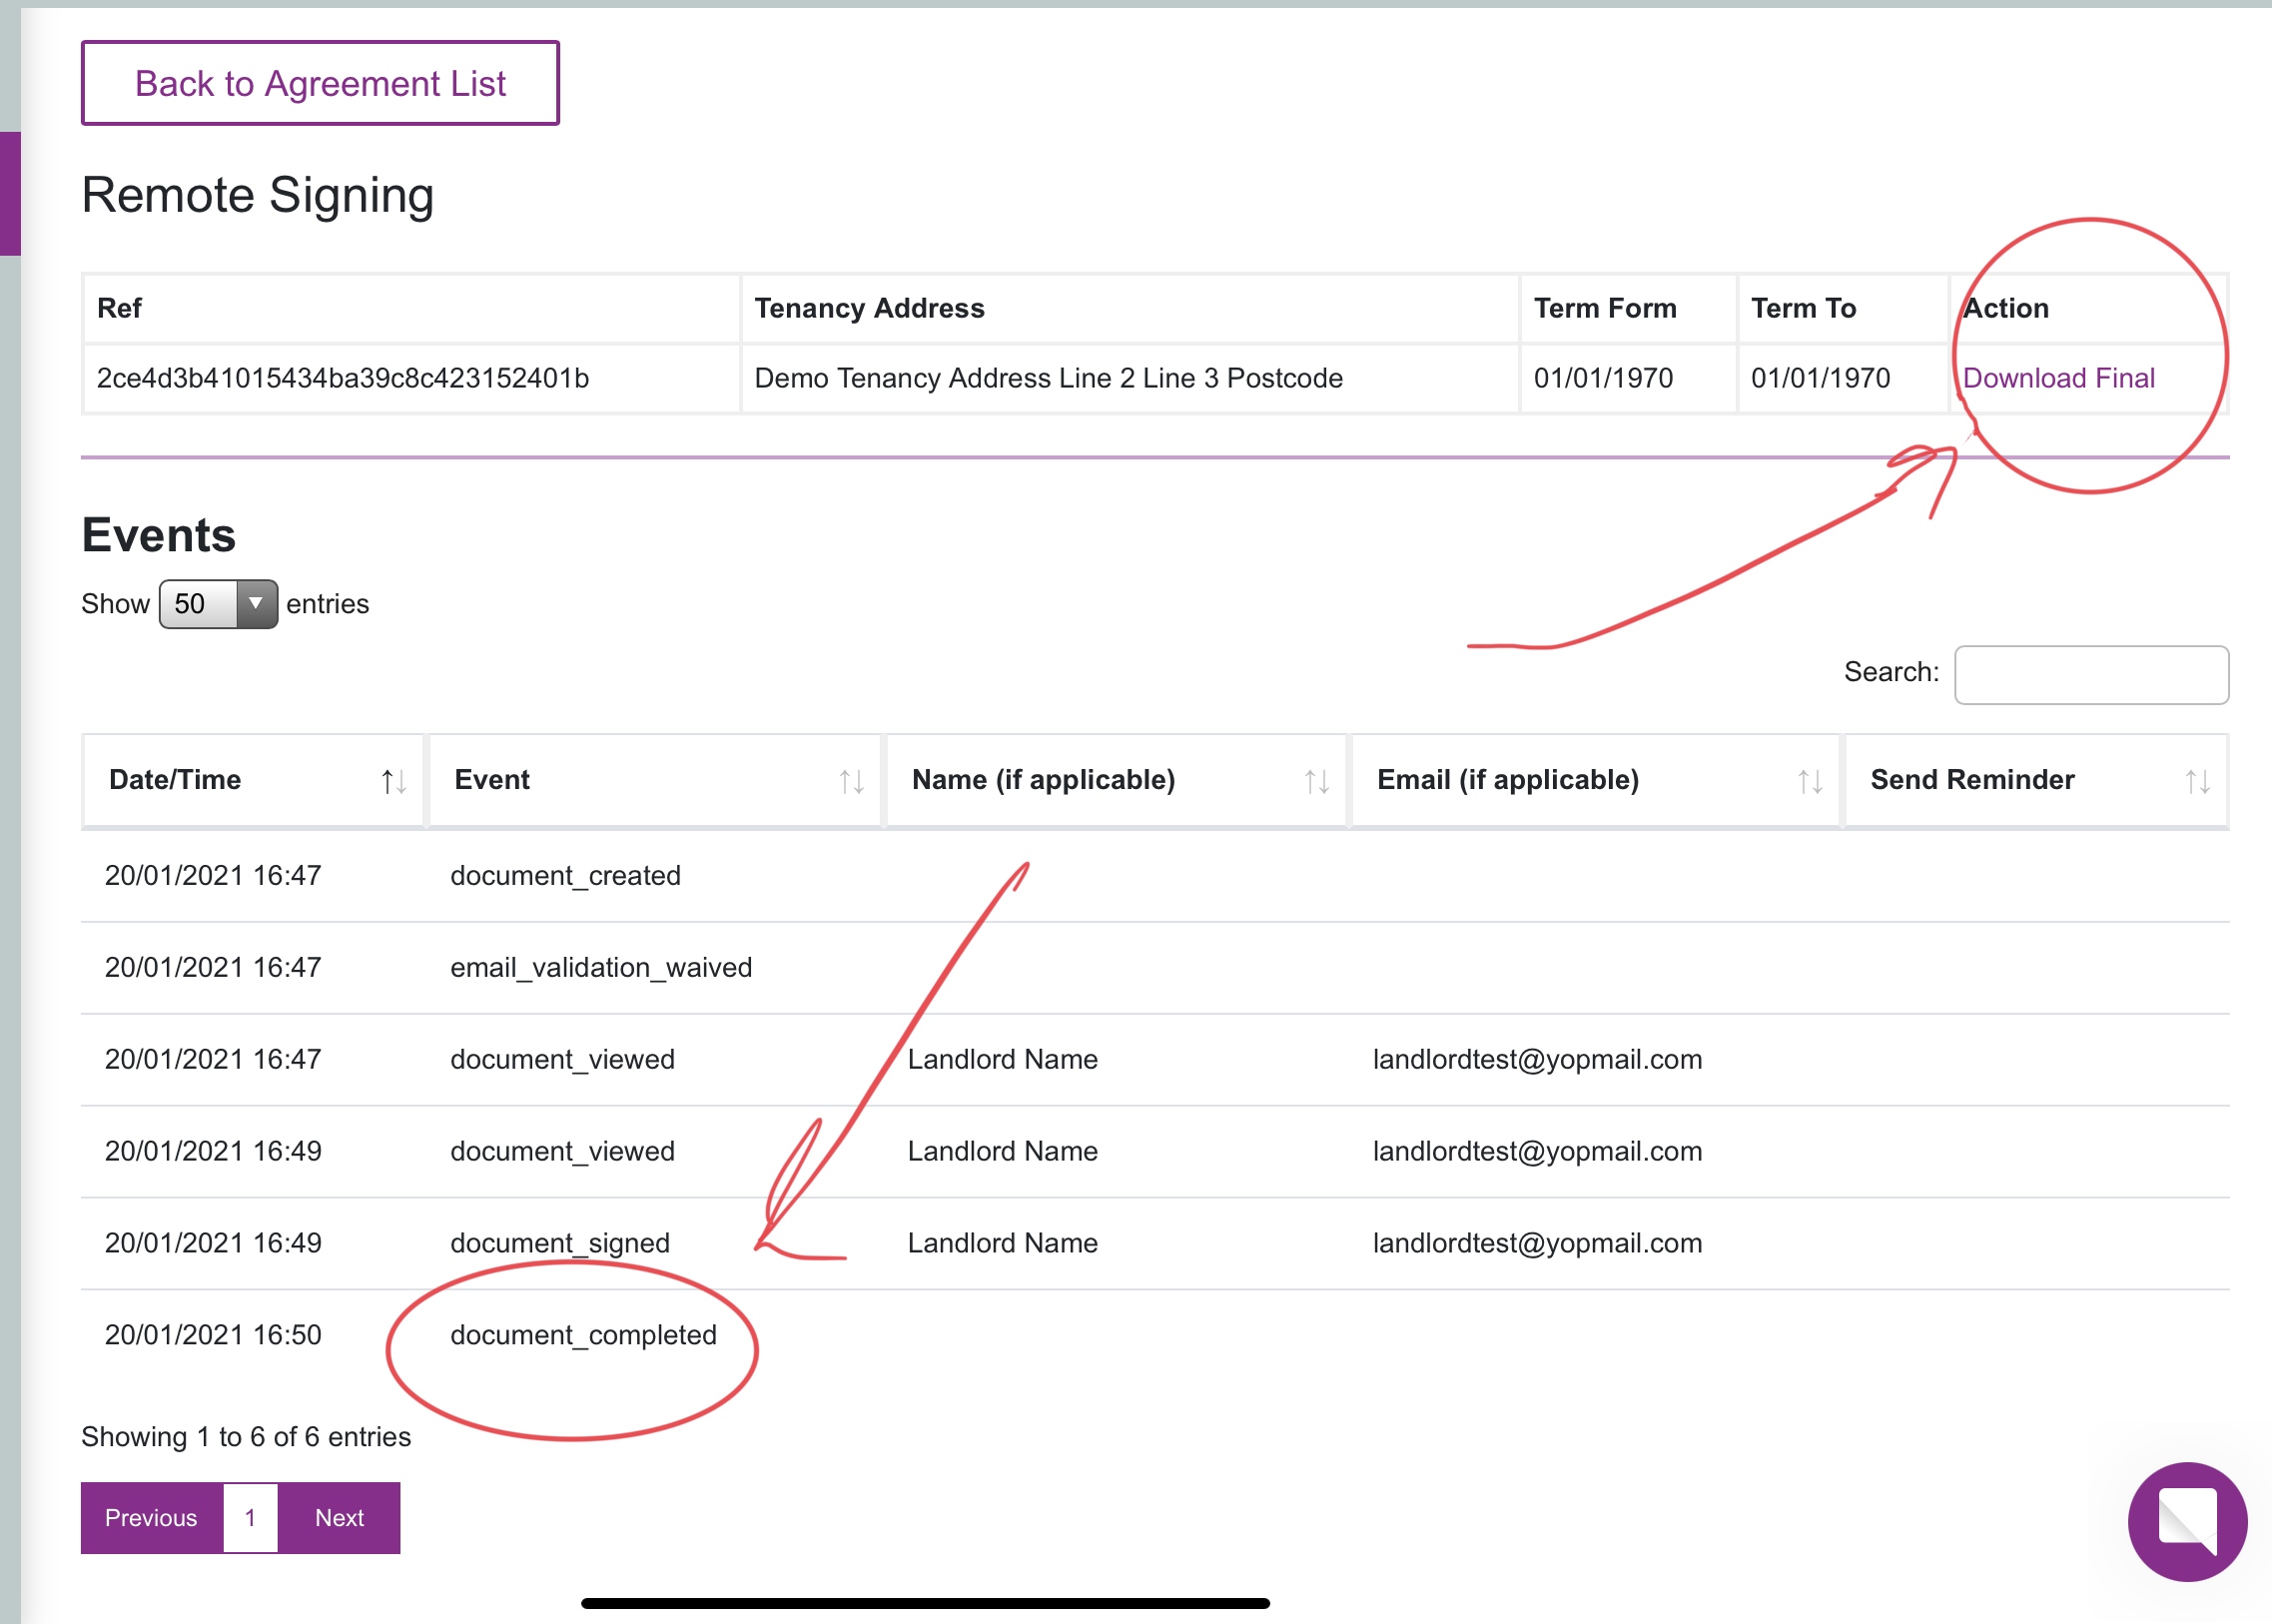 Back to Agreement List
Remote Signing
Ref Tenancy Address Term Form Term To Action
2ce4d3b41015434ba39c8c423152401b Demo Tenancy Address Line 2 Line 3 Postcode 01/01/1970 01/01/1970 Download Final
Events
Show 50 entries
Search:
Date/Time Event Name (if applicable) Email (if applicable) Send Reminder
20/01/2021 16:47 document_created
20/01/2021 16:47 email_validation_waived
20/01/2021 16:47 document_viewed Landlord Name landlordtest@yopmail.com
20/01/2021 16:49 document_viewed Landlord Name landlordtest@yopmail.com
20/01/2021 16:49 document_signed Landlord Name landlordtest@yopmail.com
20/01/2021 16:50 document_completed
Showing 1 to 6 of 6 entries
Previous 1 Next